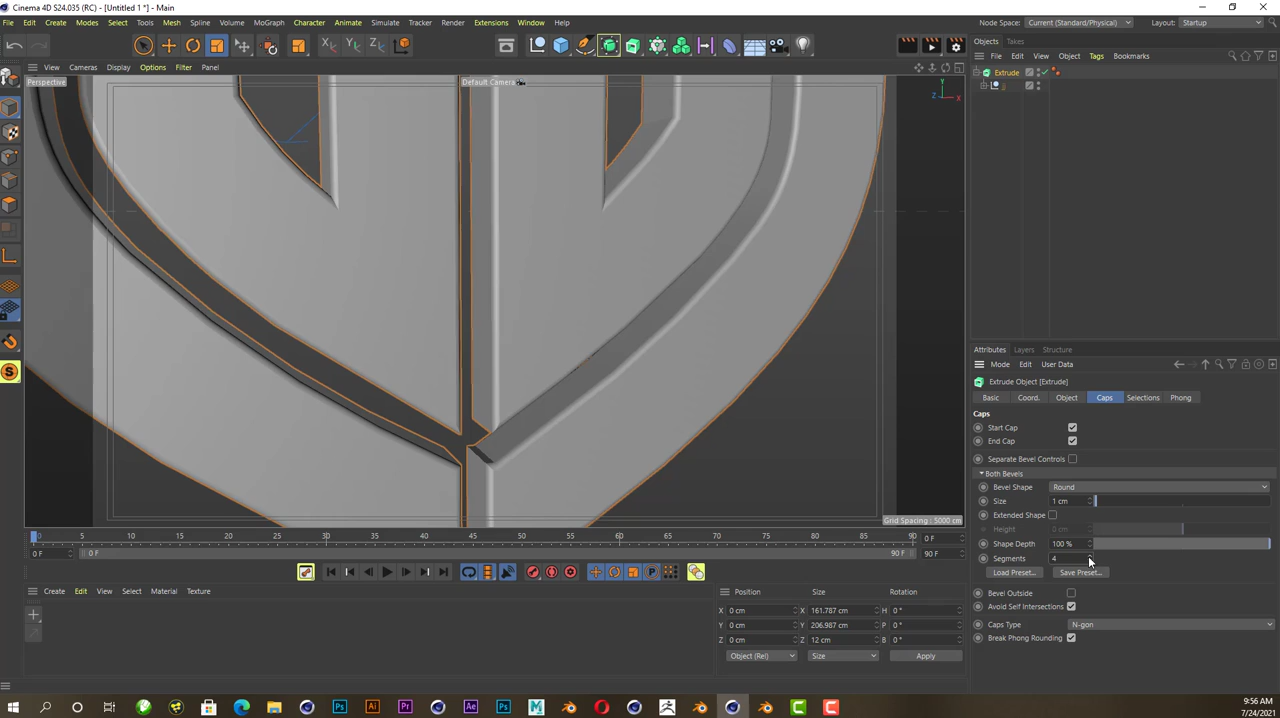 Cinema 4D S24.035 (RC) - [Untitled 1 *] - Main
File Edit Create Modes Select Tools Mesh Spline Volume MoGraph Character Animate Simulate Tracker Render Extensions Window Help
Node Space: Current (Standard/Physical) Layout: Startup
X Y Z
Objects Takes
File Edit View Object Tags Bookmarks
View Cameras Display Options Filter Panel
Perspective
Default Camera
Y
Z X
Extrude
Attributes Layers Structure
Mode Edit User Data
Extrude Object [Extrude]
Basic Coord. Object Caps Selections Phong
Caps
Start Cap
End Cap
Separate Bevel Controls
Both Bevels
Bevel Shape Round
Size 1 cm
Extended Shape
Height 0 cm
Shape Depth 100 %
Segments 4
Load Preset... Save Preset...
Bevel Outside
Avoid Self Intersections
Caps Type N-gon
Break Phong Rounding
Grid Spacing : 5000 cm
0 5 10 15 20 25 30 35 40 45 50 55 60 65 70 75 80 85 90
0 F
0 F 0 F 90 F 90 F
Create Edit View Select Material Texture
Position Size Rotation
X 0 cm X 161.787 cm H 0 °
Y 0 cm Y 206.987 cm P 0 °
Z 0 cm Z 12 cm B 0 °
Object (Rel) Size Apply
9:56 AM
7/24/2021